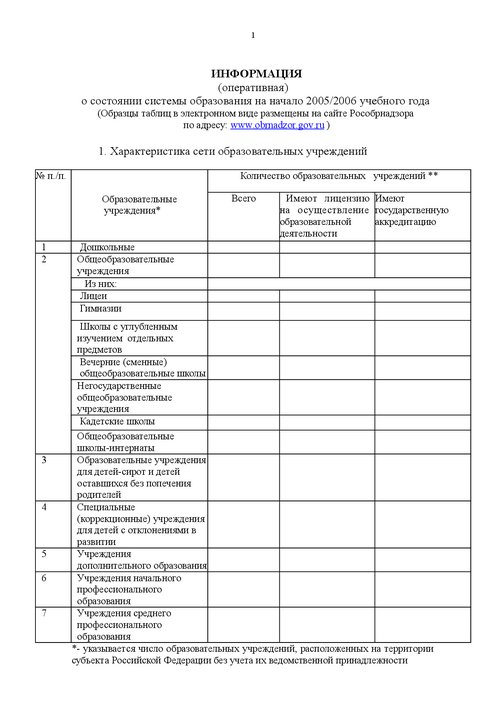 1
ИНФОРМАЦИЯ
(оперативная)
о состоянии системы образования на начало 2005/2006 учебного года
(Образцы таблиц в электронном виде размещены на сайте Рособрнадзора
по адресу: www.obrnadzor.gov.ru )
1. Характеристика сети образовательных учреждений
№ п./п.
Образовательные
учреждения*
Количество образовательных учреждений **
Всего
Имеют лицензию
на осуществление
образовательной
деятельности
Имеют
государственную
аккредитацию
1 Дошкольные
2 Общеобразовательные
учреждения
Из них:
Лицеи
Гимназии
Школы с углубленным
изучением отдельных
предметов
Вечерние (сменные)
общеобразовательные школы
Негосударственные
общеобразовательные
учреждения
Кадетские школы
Общеобразовательные
школы-интернаты
3 Образовательные учреждения
для детей-сирот и детей
оставшихся без попечения
родителей
4 Специальные
(коррекционные) учреждения
для детей с отклонениями в
развитии
5 Учреждения
дополнительного образования
6 Учреждения начального
профессионального
образования
7 Учреждения среднего
профессионального
образования
*- указывается число образовательных учреждений, расположенных на территории
субъекта Российской Федерации без учета их ведомственной принадлежности